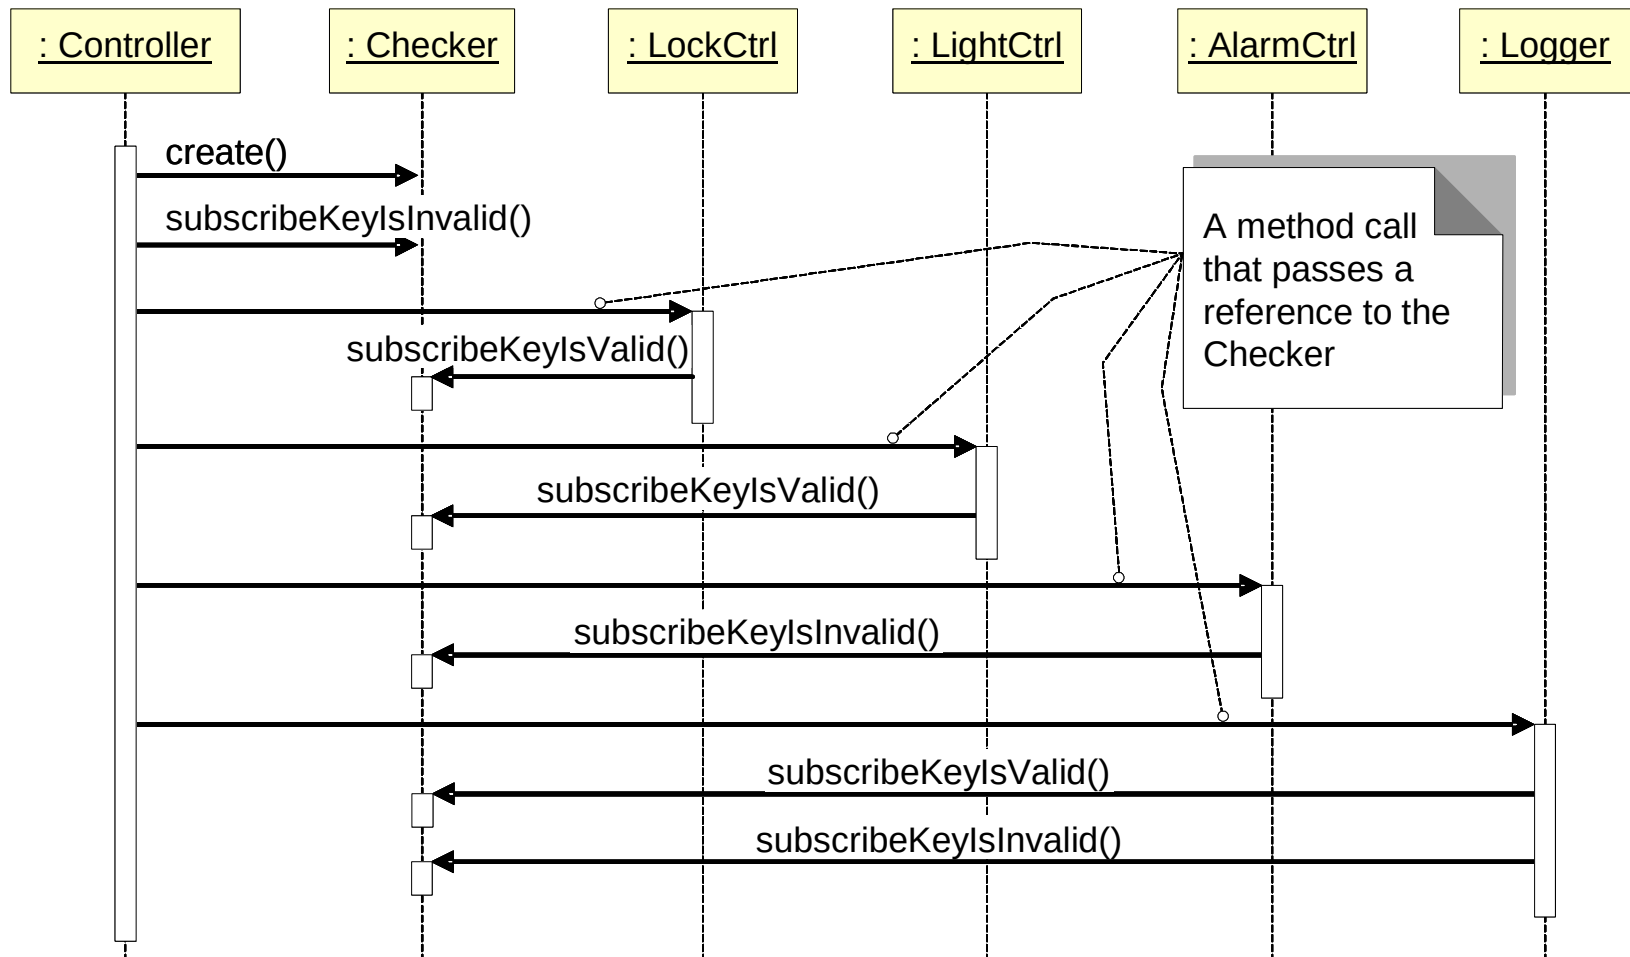 : Controller
: Checker
: LockCtrl
: LightCtrl
: AlarmCtrl
: Logger
create()
subscribeKeyIsInvalid()
A method call
that passes a
reference to the
Checker
subscribeKeyIsValid()
subscribeKeyIsValid()
subscribeKeyIsInvalid()
subscribeKeyIsValid()
subscribeKeyIsInvalid()